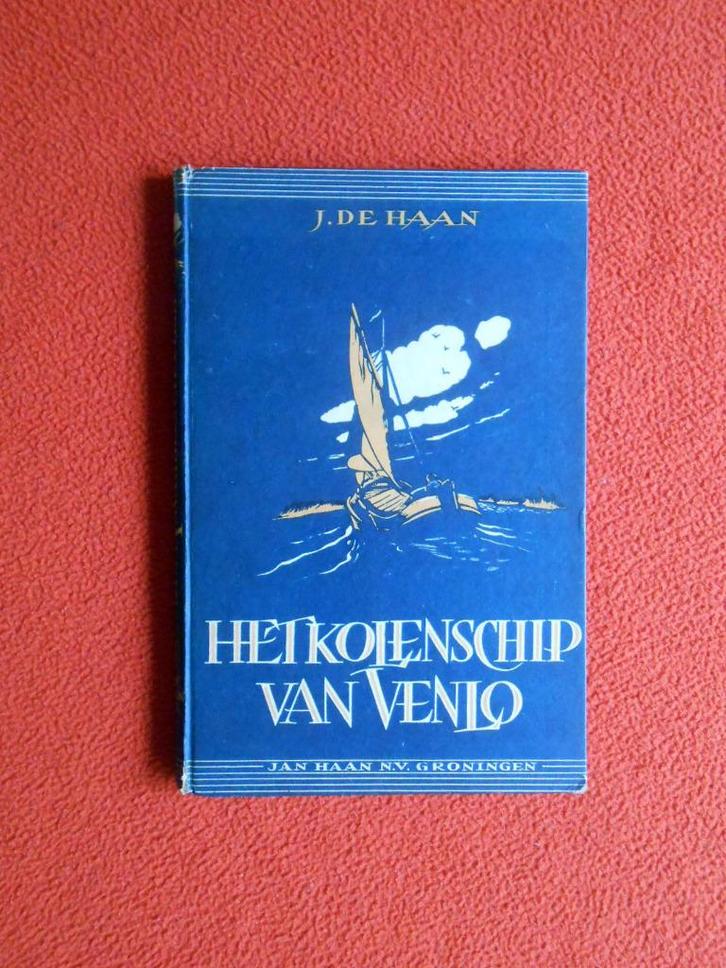 J. DE HAAN
HET KOLENSCHIP
VAN VENLO
JAN HAAN N.V. GRONINGEN